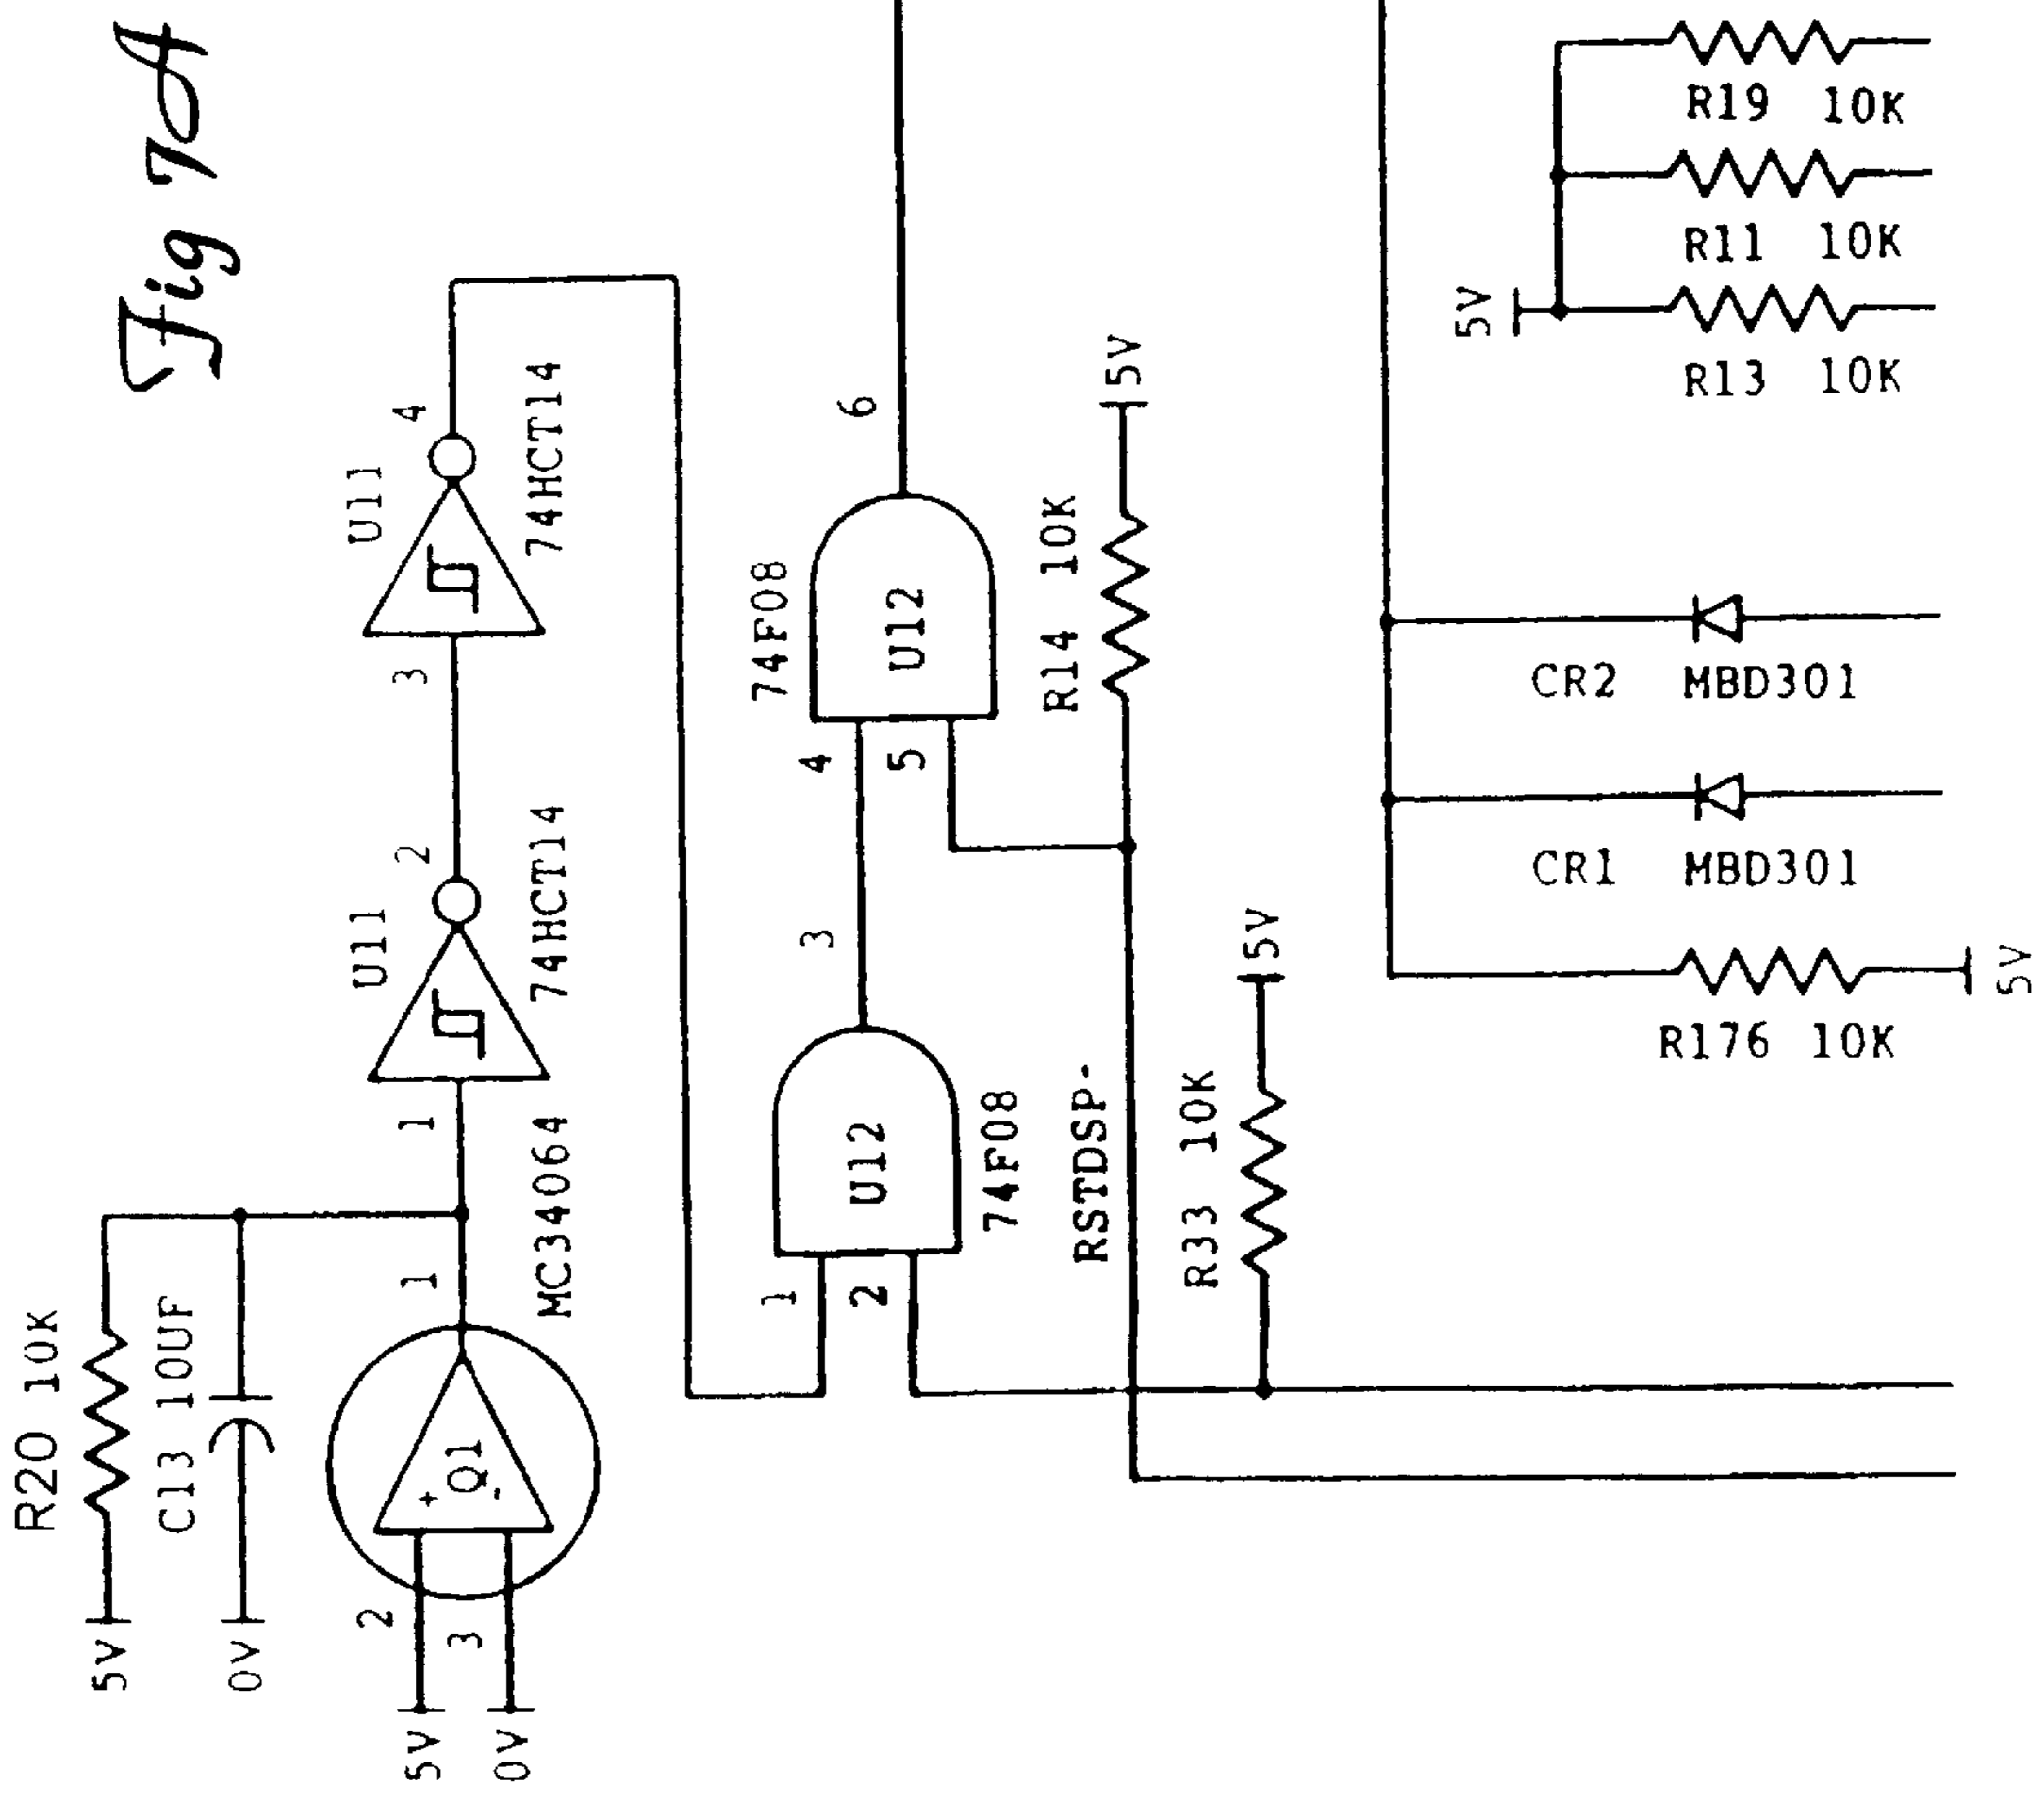 Fig 7A
R20 10K
5V
C13 10UF
0V
5V
2
0V
3
+
Q1
-
1
MC34064
1
U11
74HCT14
2
3
U11
74HCT14
4
1
2
U12
74F08
3
4
5
U12
74F08
6
R14 10K
5V
RSTDSP-
R33 10K
5V
R19 10K
R11 10K
5V
R13 10K
CR2 MBD301
CR1 MBD301
R176 10K
5V